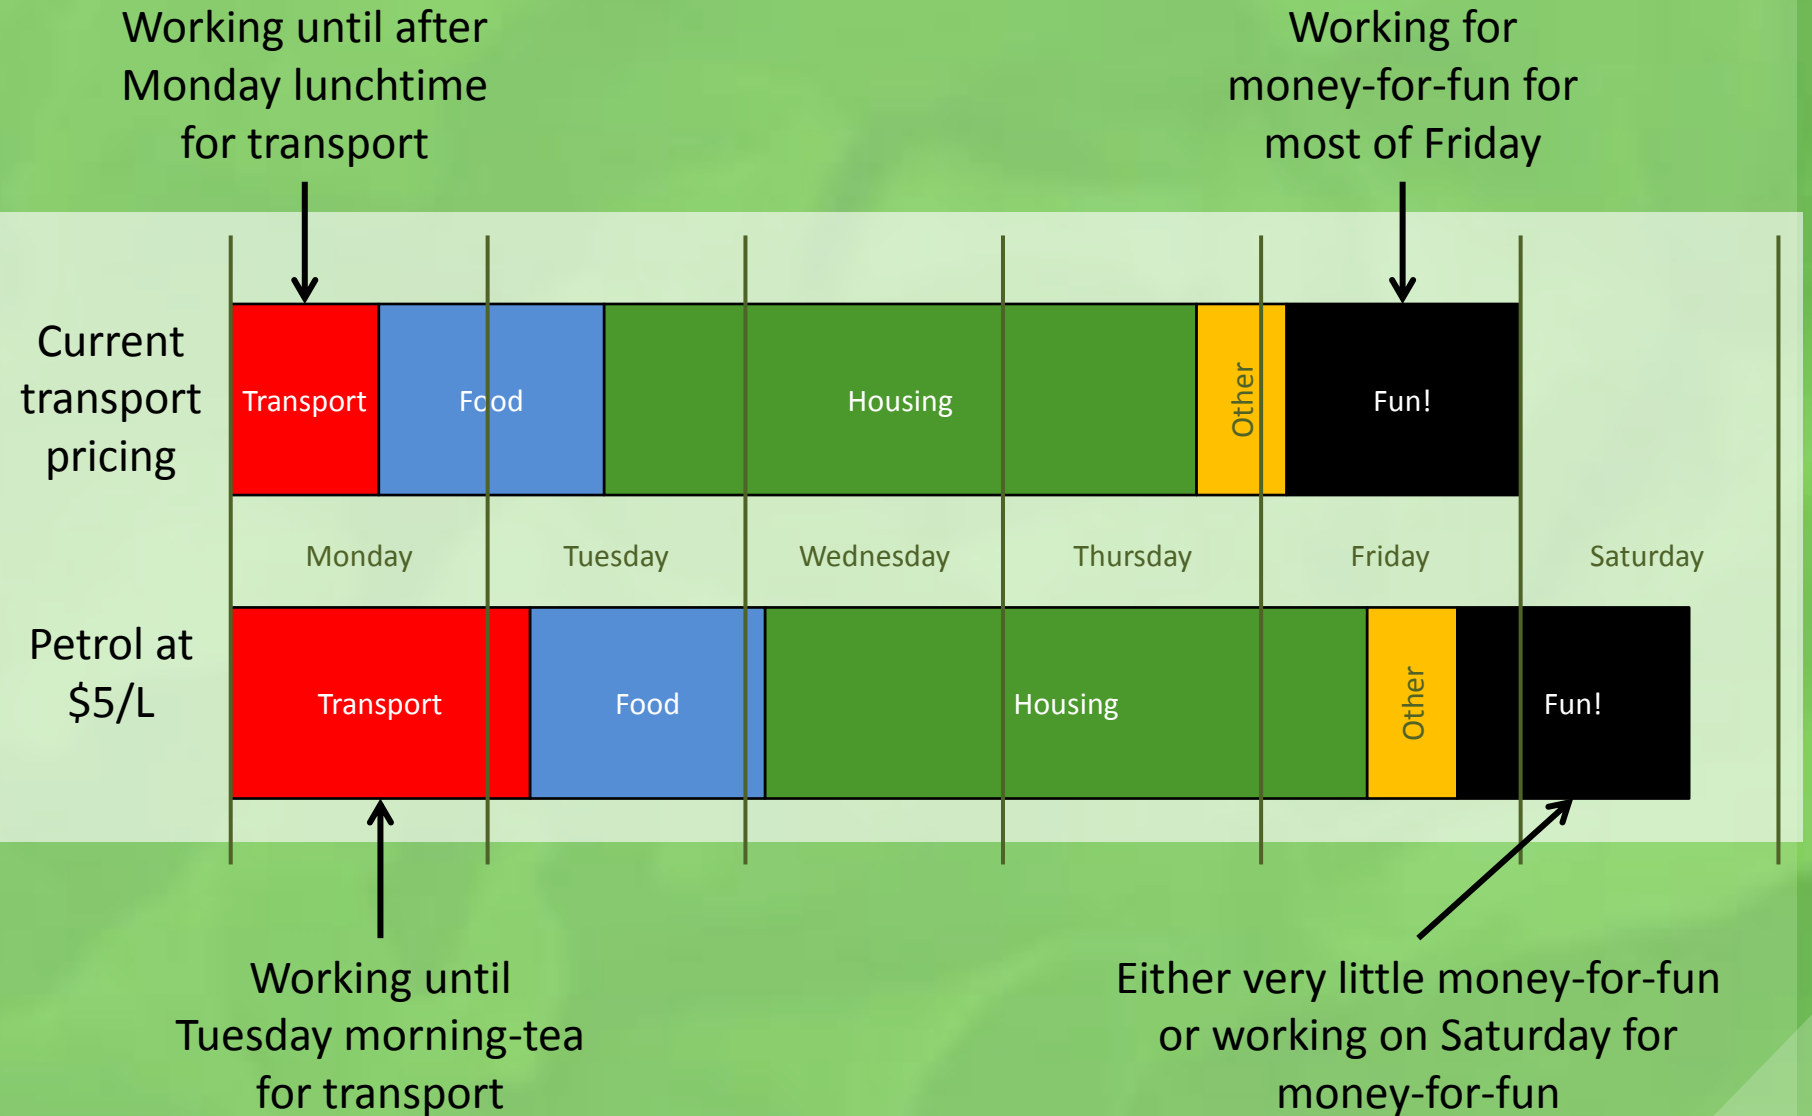 Working until after
Monday lunchtime
for transport
Working for
money-for-fun for
most of Friday
Current
transport
pricing
Transport
Food
Housing
Other
Fun!
Monday
Tuesday
Wednesday
Thursday
Friday
Saturday
Petrol at
$5/L
Transport
Food
Housing
Other
Fun!
Working until
Tuesday morning-tea
for transport
Either very little money-for-fun
or working on Saturday for
money-for-fun